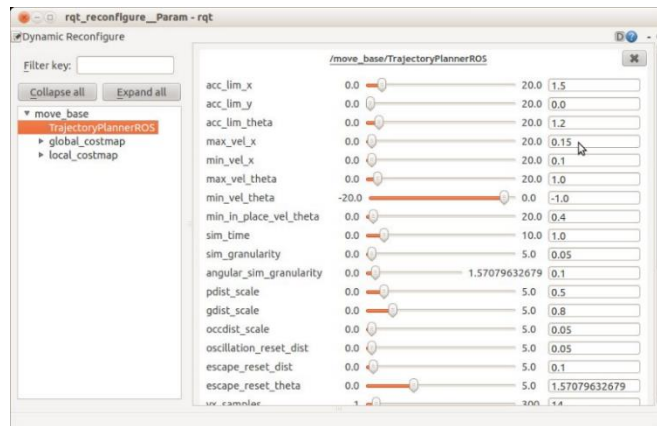 rqt_reconfigure__Param - rqt
Dynamic Reconfigure
D
-
Filter key:
Collapse all
Expand all
move_base
TrajectoryPlannerROS
global_costmap
local_costmap
/move_base/TrajectoryPlannerROS
acc_lim_x 0.0 20.0 1.5
acc_lim_y 0.0 20.0 0.0
acc_lim_theta 0.0 20.0 1.2
max_vel_x 0.0 20.0 0.15
min_vel_x 0.0 20.0 0.1
max_vel_theta 0.0 20.0 1.0
min_vel_theta -20.0 0.0 -1.0
min_in_place_vel_theta 0.0 20.0 0.4
sim_time 0.0 10.0 1.0
sim_granularity 0.0 5.0 0.05
angular_sim_granularity 0.0 1.57079632679 0.1
pdist_scale 0.0 5.0 0.5
gdist_scale 0.0 5.0 0.8
occdist_scale 0.0 5.0 0.05
oscillation_reset_dist 0.0 5.0 0.05
escape_reset_dist 0.0 5.0 0.1
escape_reset_theta 0.0 5.0 1.57079632679
vx_samples 1 300 14